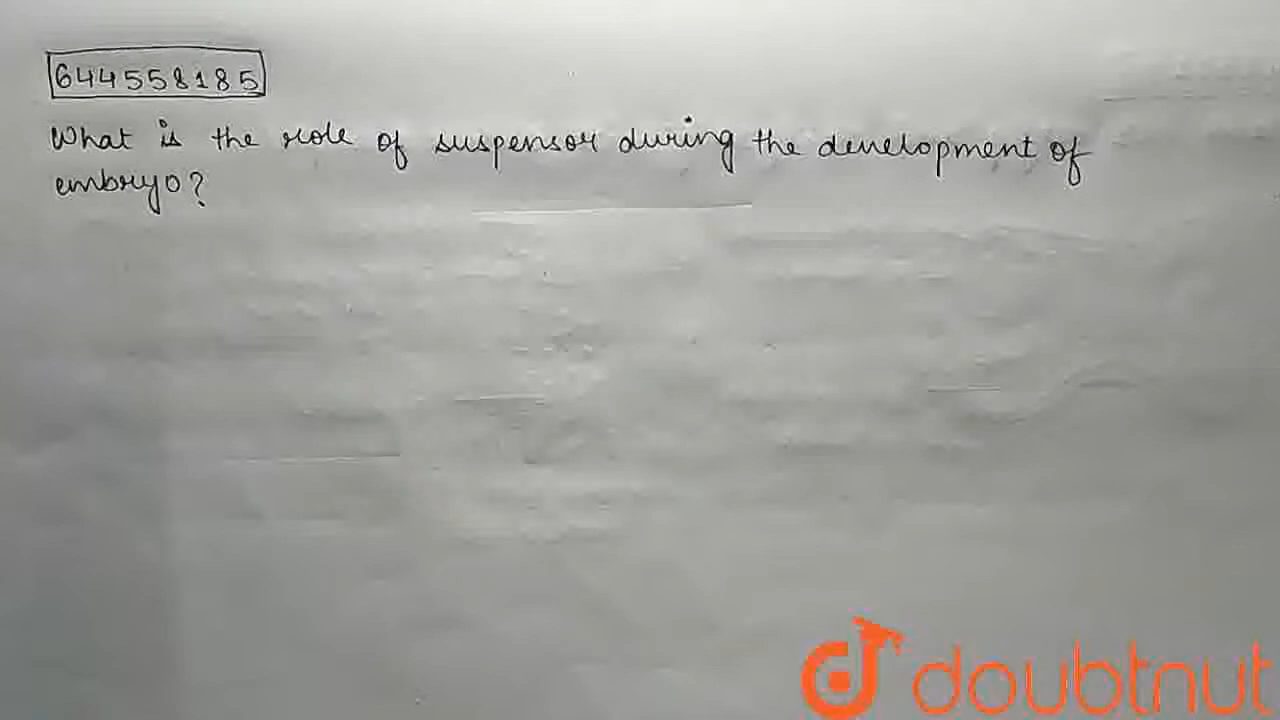 644558185
What is the role of suspensor during the development of
embryo?
doubtnut